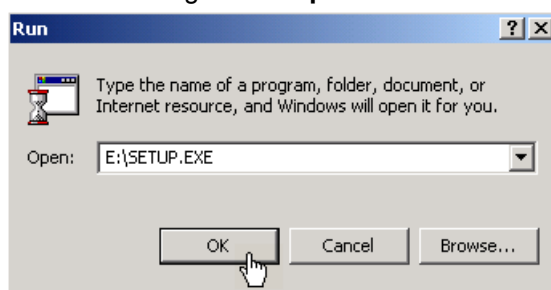 Run
Type the name of a program, folder, document, or
Internet resource, and Windows will open it for you.
Open: E:\SETUP.EXE
OK Cancel Browse...